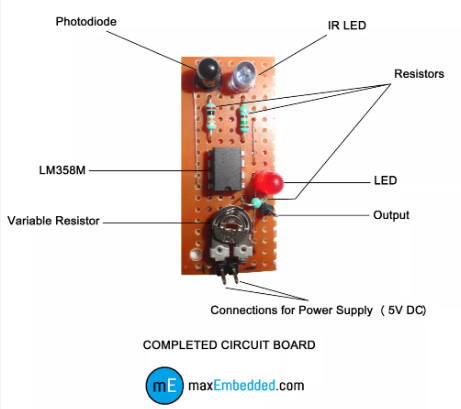 Photodiode
IR LED
Resistors
LM358M
LED
Variable Resistor
Output
Connections for Power Supply ( 5V DC)
COMPLETED CIRCUIT BOARD
mE maxEmbedded.com